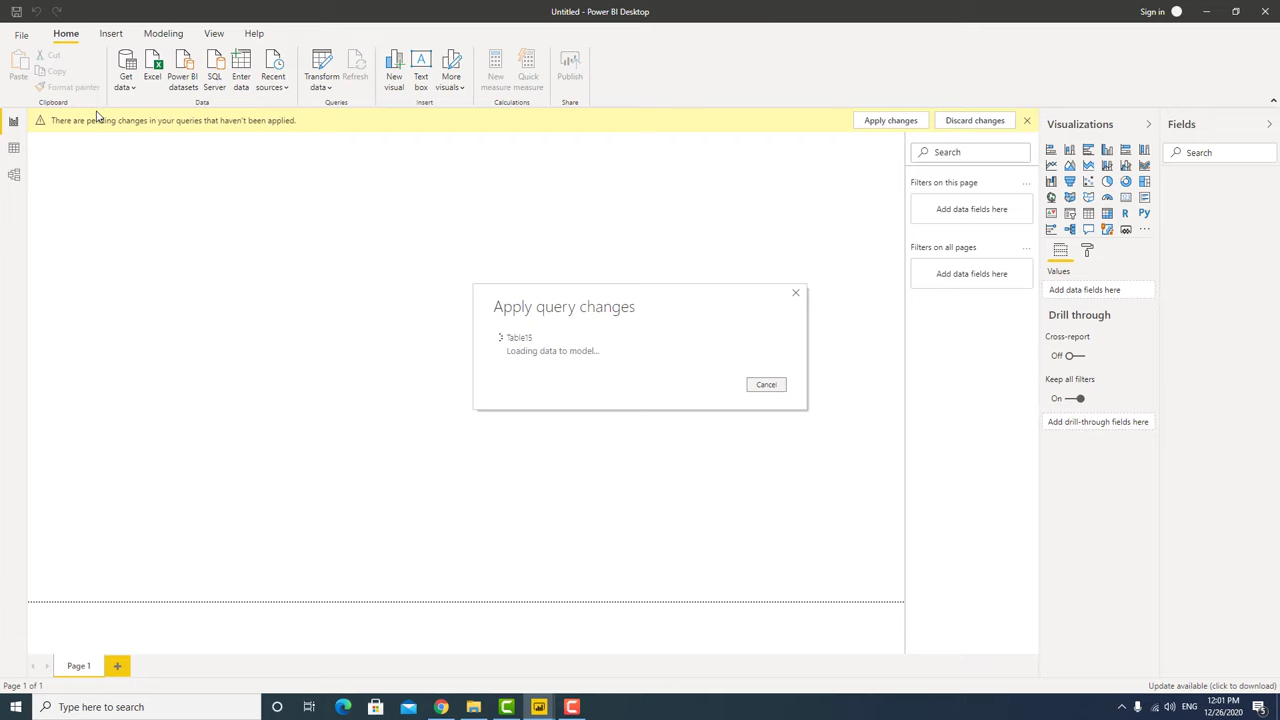 Untitled - Power BI Desktop
Sign in
File
Home
Insert
Modeling
View
Help
Paste
Cut
Copy
Format painter
Clipboard
Get data
Excel
Power BI datasets
SQL Server
Enter data
Recent sources
Data
Transform data
Refresh
Queries
New visual
Text box
More visuals
Insert
New measure
Quick measure
Calculations
Publish
Share
There are pending changes in your queries that haven't been applied.
Apply changes
Discard changes
Search
Filters on this page
...
Add data fields here
Filters on all pages
...
Add data fields here
Visualizations
R
Py
...
Values
Add data fields here
Drill through
Cross-report
Off
Keep all filters
On
Add drill-through fields here
Fields
Search
Apply query changes
Table15
Loading data to model...
Cancel
Page 1
Page 1 of 1
Update available (click to download)
Type here to search
ENG
12:01 PM
12/26/2020